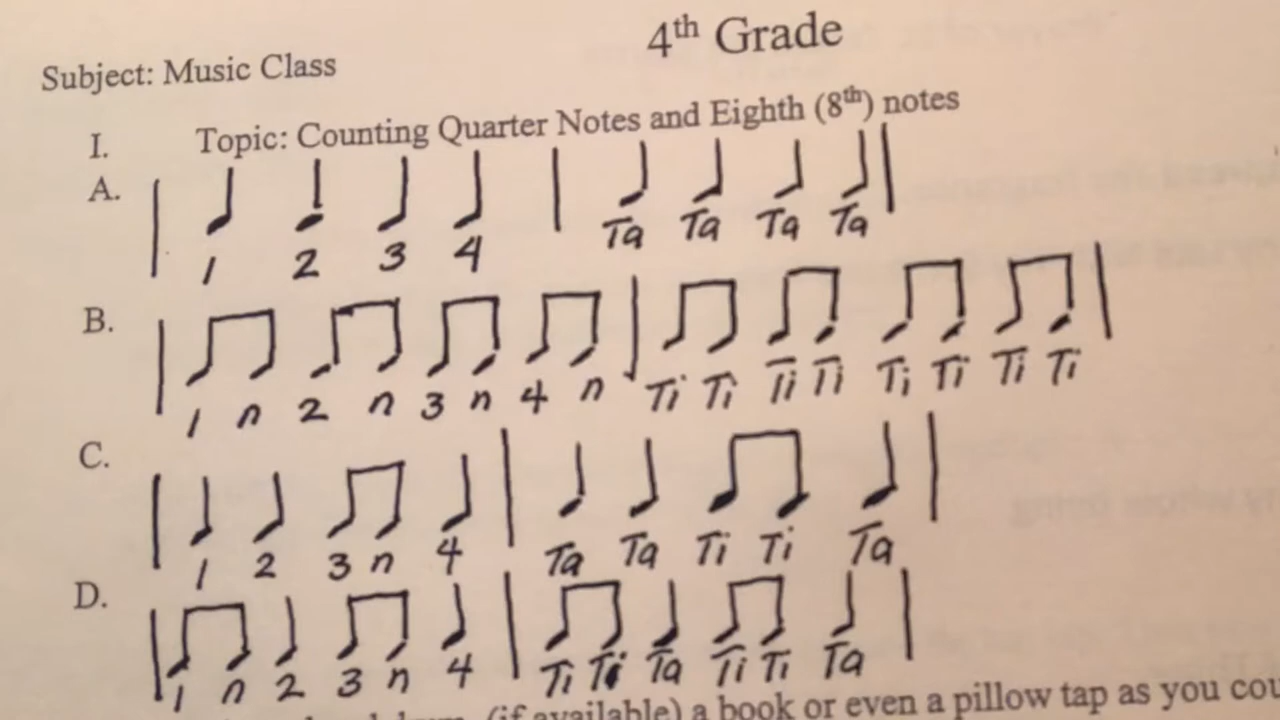 4th Grade
Subject: Music Class
I. Topic: Counting Quarter Notes and Eighth (8th) notes
A.
1 2 3 4 Ta Ta Ta Ta
B.
1 n 2 n 3 n 4 n Ti Ti Ti Ti Ti Ti Ti Ti
C.
1 2 3 n 4 Ta Ta Ti Ti Ta
D.
1 n 2 3 n 4 Ti Ti Ta Ti Ti Ta
(if available) a book or even a pillow tap as you cou